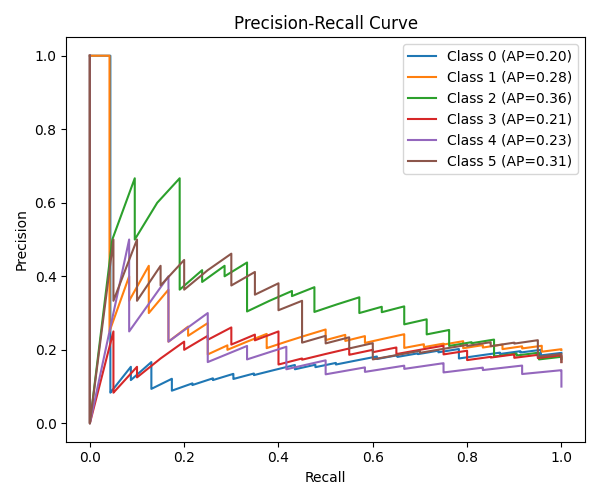 Precision-Recall Curve
Class 0 (AP=0.20)
Class 1 (AP=0.28)
Class 2 (AP=0.36)
Class 3 (AP=0.21)
Class 4 (AP=0.23)
Class 5 (AP=0.31)
Precision
1.0
0.8
0.6
0.4
0.2
0.0
0.0 0.2 0.4 0.6 0.8 1.0
Recall